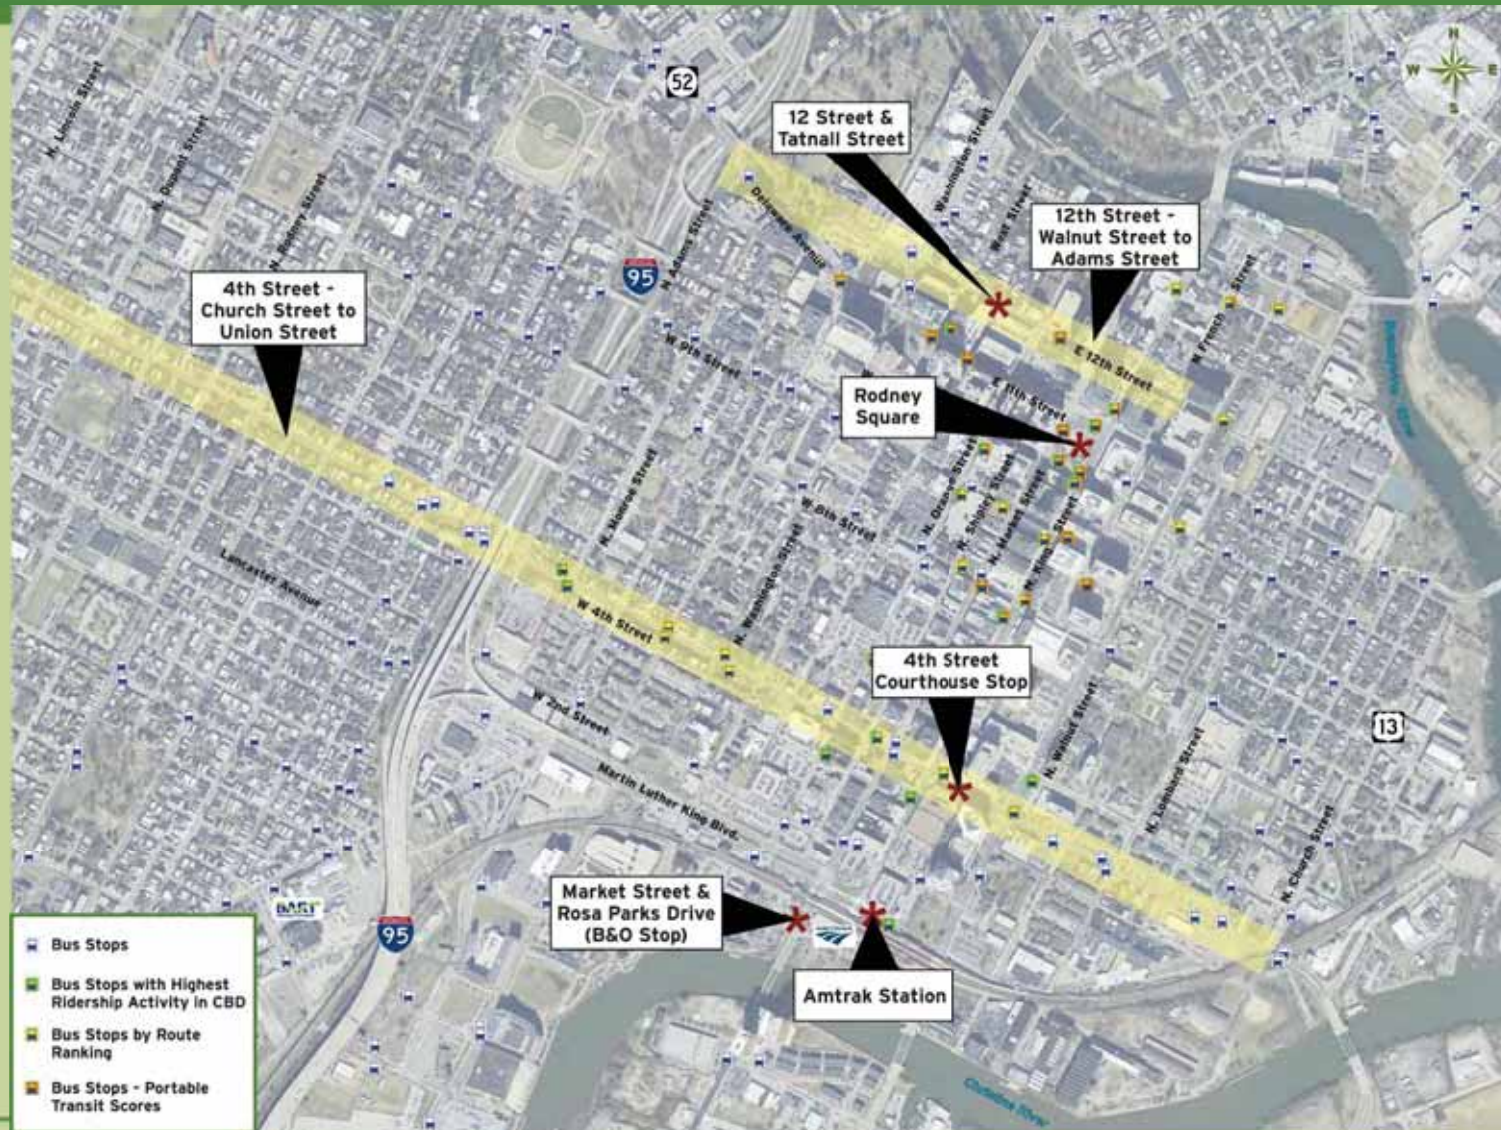 N
W
E
S
52
N. Lincoln Street
N. Dupont Street
N. Rodney Street
12 Street &
Tatnall Street
Washington Street
West Street
Delaware Avenue
N. Adams Street
95
12th Street -
Walnut Street to
Adams Street
N French Street
4th Street -
Church Street to
Union Street
W 9th Street
E 12th Street
E 11th Street
Rodney
Square
N. Orange Street
N. Shipley Street
N. Market Street
N. King Street
N. Monroe Street
W 8th Street
N. Washington Street
Lancaster Avenue
W 4th Street
4th Street
Courthouse Stop
W 2nd Street
N. Walnut Street
13
N. Lombard Street
Martin Luther King Blvd.
N. Church Street
Market Street &
Rosa Parks Drive
(B&O Stop)
DART
95
Amtrak Station
Christina River
Bus Stops
Bus Stops with Highest
Ridership Activity in CBD
Bus Stops by Route
Ranking
Bus Stops - Portable
Transit Scores